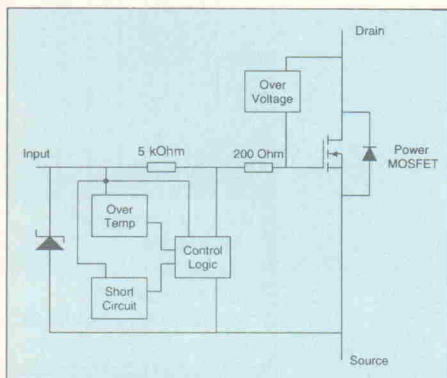 Drain
Over
Voltage
Input
5 kOhm
200 Ohm
Power
MOSFET
Over
Temp
Control
Logic
Short
Circuit
Source